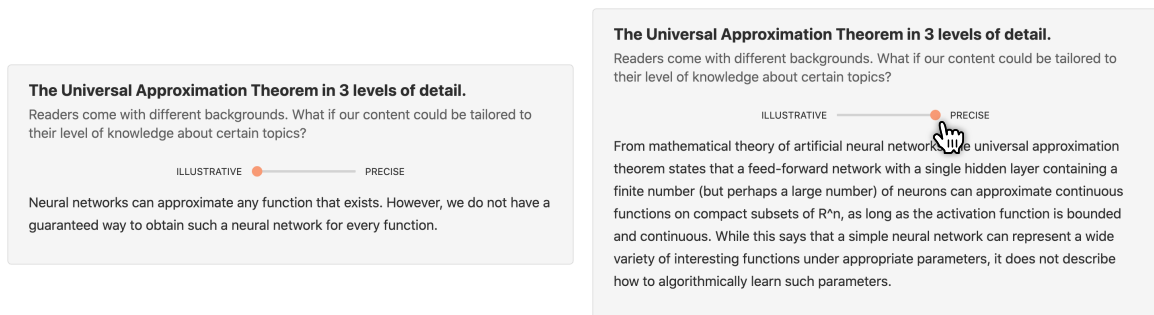 The Universal Approximation Theorem in 3 levels of detail.
Readers come with different backgrounds. What if our content could be tailored to
their level of knowledge about certain topics?
ILLUSTRATIVE PRECISE
Neural networks can approximate any function that exists. However, we do not have a
guaranteed way to obtain such a neural network for every function.
The Universal Approximation Theorem in 3 levels of detail.
Readers come with different backgrounds. What if our content could be tailored to
their level of knowledge about certain topics?
ILLUSTRATIVE PRECISE
From mathematical theory of artificial neural networks universal approximation
theorem states that a feed-forward network with a single hidden layer containing a
finite number (but perhaps a large number) of neurons can approximate continuous
functions on compact subsets of R^n, as long as the activation function is bounded
and continuous. While this says that a simple neural network can represent a wide
variety of interesting functions under appropriate parameters, it does not describe
how to algorithmically learn such parameters.